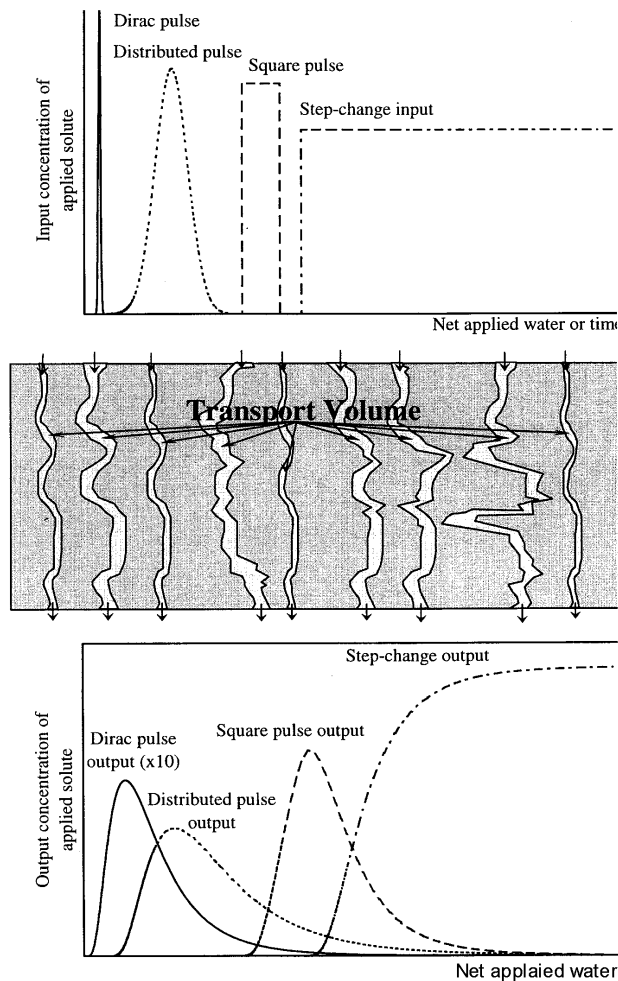 Dirac pulse
Distributed pulse
Square pulse
Step-change input
Input concentration of
applied solute
Net applied water or time
Transport Volume
Step-change output
Square pulse output
Dirac pulse
output (x10)
Distributed pulse
output
Output concentration of
applied solute
Net applaied water